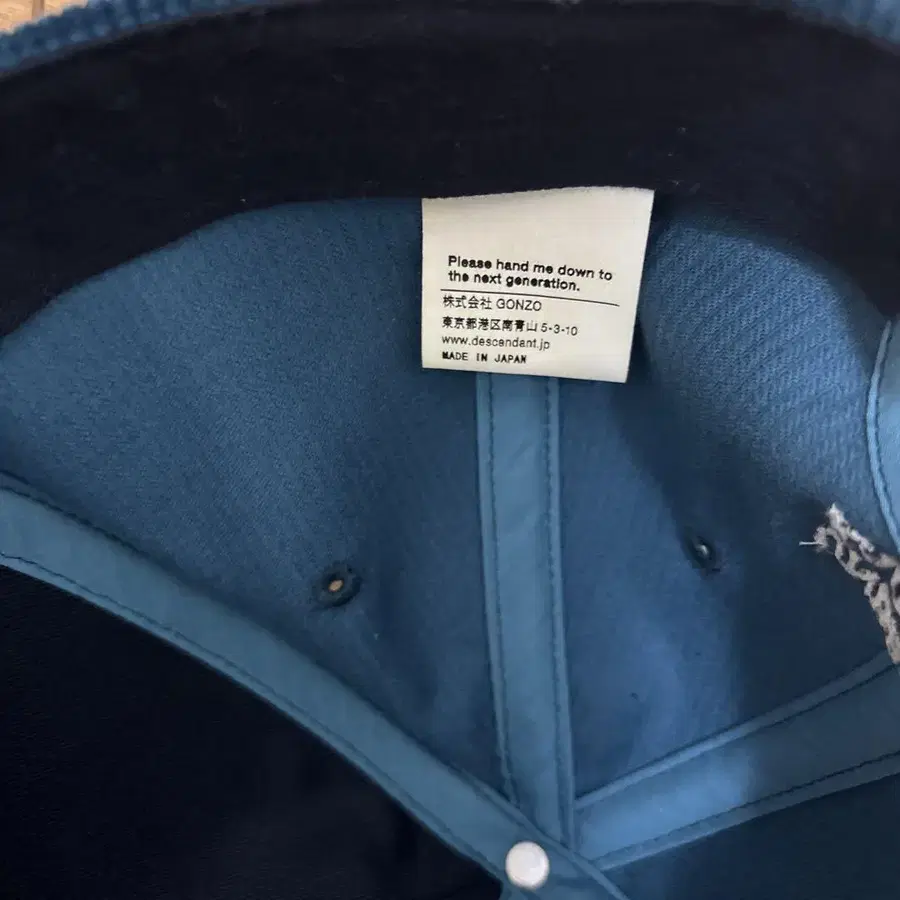 Please hand me down to
the next generation.
株式会社 GONZO
東京都港区南青山 5-3-10
www.descendant.jp
MADE IN JAPAN